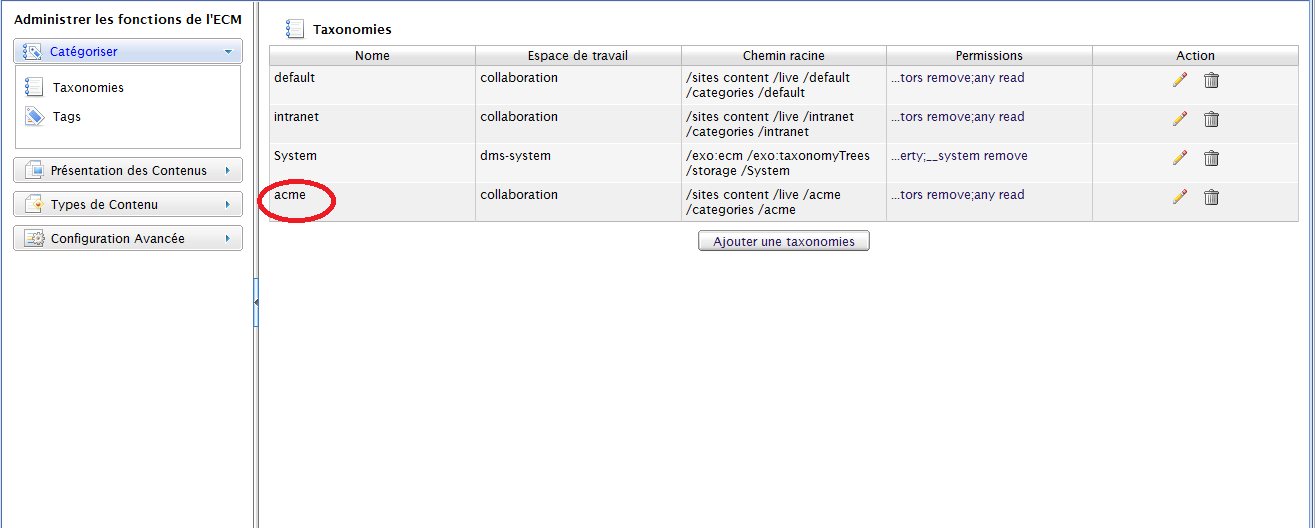 Administrer les fonctions de l'ECM
Catégoriser
Taxonomies
Tags
Présentation des Contenus
Types de Contenu
Configuration Avancée
Taxonomies
Nome Espace de travail Chemin racine Permissions Action
default collaboration /sites content /live /default ...tors remove;any read
/categories /default
intranet collaboration /sites content /live /intranet ...tors remove;any read
/categories /intranet
System dms-system /exo:ecm /exo:taxonomyTrees ...erty;__system remove
/storage /System
acme collaboration /sites content /live /acme ...tors remove;any read
/categories /acme
Ajouter une taxonomies